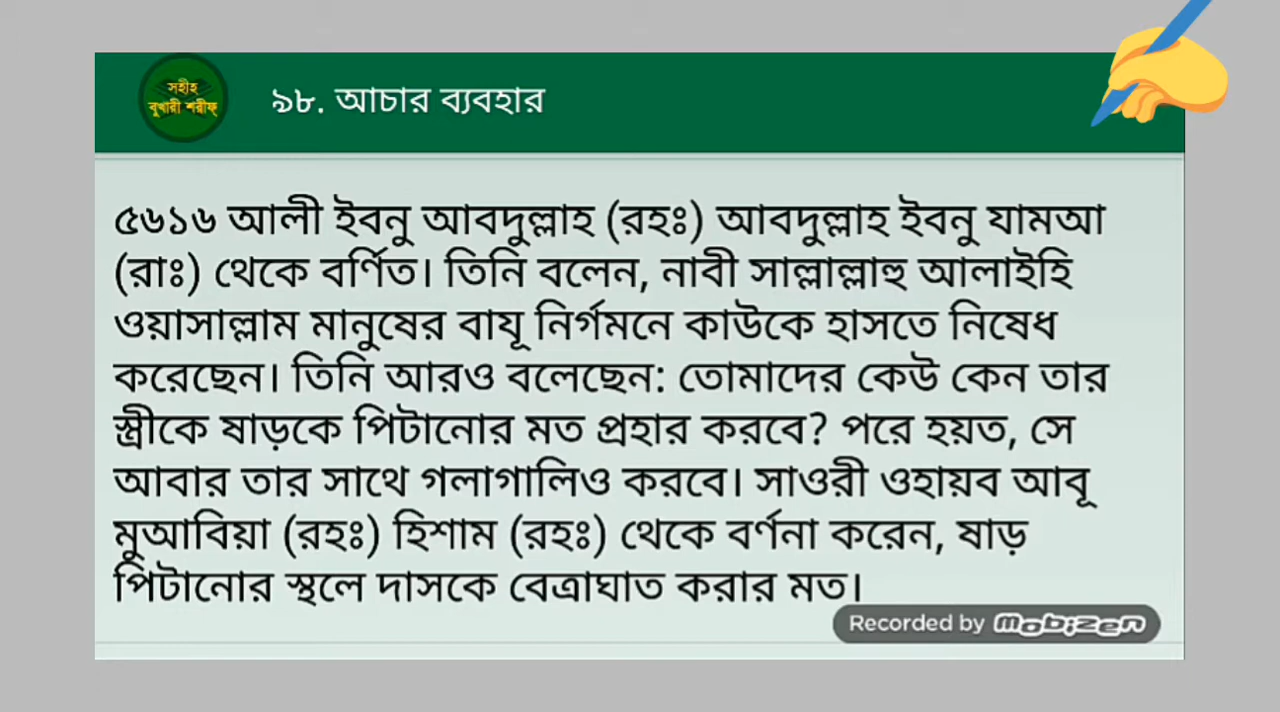 সহীহ
বুখারী শরীফ
৯৮. আচার ব্যবহার
৫৬১৬ আলী ইবনু আবদুল্লাহ (রহঃ) আবদুল্লাহ ইবনু যামআ
(রাঃ) থেকে বর্ণিত। তিনি বলেন, নাবী সাল্লাল্লাহু আলাইহি
ওয়াসাল্লাম মানুষের বাযূ নির্গমনে কাউকে হাসতে নিষেধ
করেছেন। তিনি আরও বলেছেন: তোমাদের কেউ কেন তার
স্ত্রীকে ষাড়কে পিটানোর মত প্রহার করবে? পরে হয়ত, সে
আবার তার সাথে গলাগালিও করবে। সাওরী ওহায়ব আবূ
মুআবিয়া (রহঃ) হিশাম (রহঃ) থেকে বর্ণনা করেন, ষাড়
পিটানোর স্থলে দাসকে বেত্রাঘাত করার মত।
Recorded by mobizen